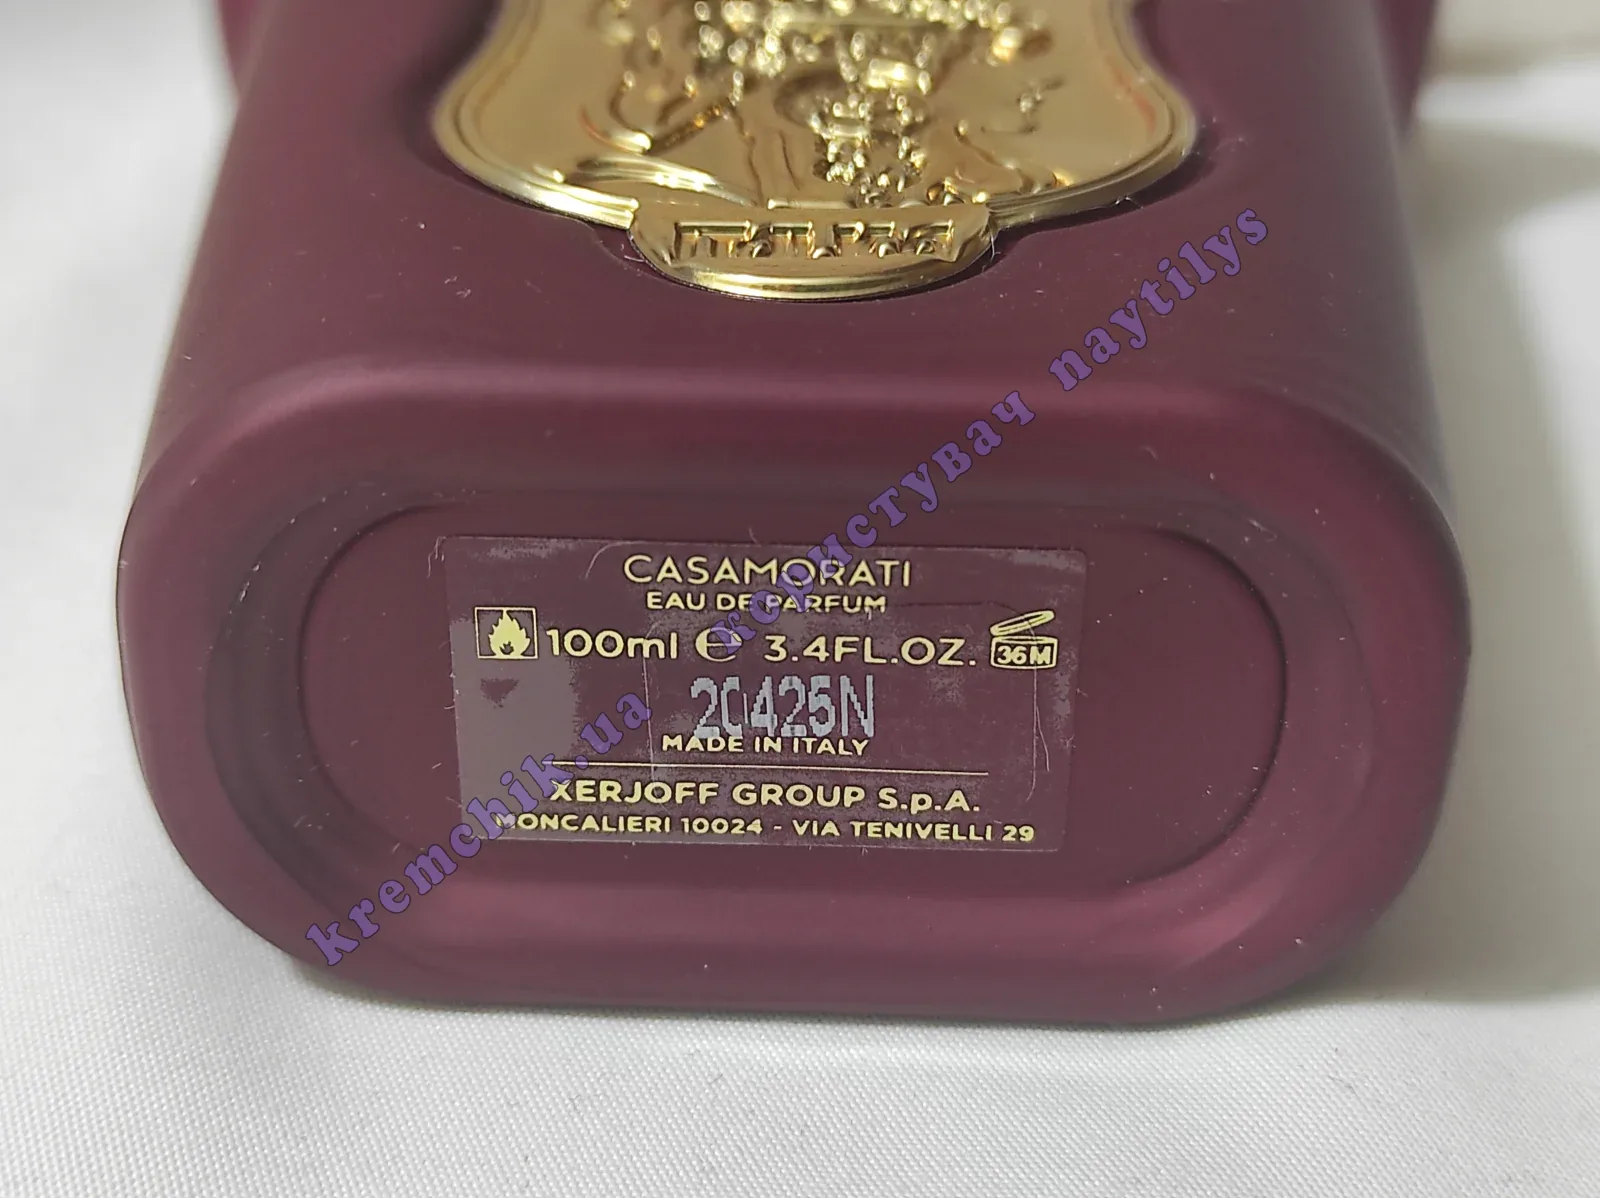 CASAMORATI
EAU DE PARFUM
100ml ℮ 3.4FL.OZ. 36M
20425N
MADE IN ITALY
XERJOFF GROUP S.p.A.
MONCALIERI 10024 - VIA TENIVELLI 29
kremchik.ua користувач naytilys